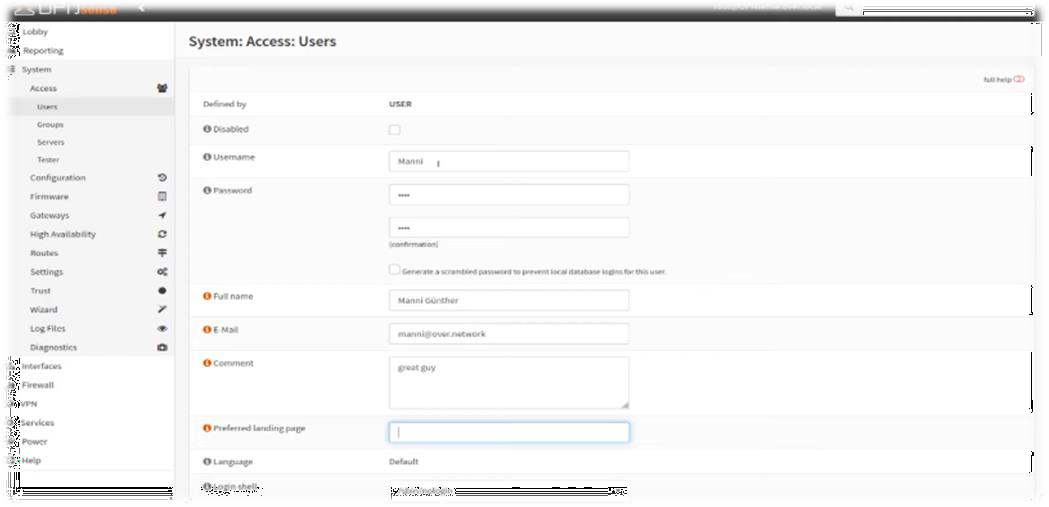 OPNsense
System: Access: Users
Lobby
Reporting
System
Access
Users
Groups
Servers
Tester
Configuration
Firmware
Gateways
High Availability
Routes
Settings
Trust
Wizard
Log Files
Diagnostics
Interfaces
Firewall
VPN
Services
Power
Help
full help
Defined by USER
Disabled
Username Manni
Password ••••
••••
(confirmation)
Generate a scrambled password to prevent local database logins for this user.
Full name Manni Günther
E-Mail manni@over.network
Comment great guy
Preferred landing page
Language Default
Login shell